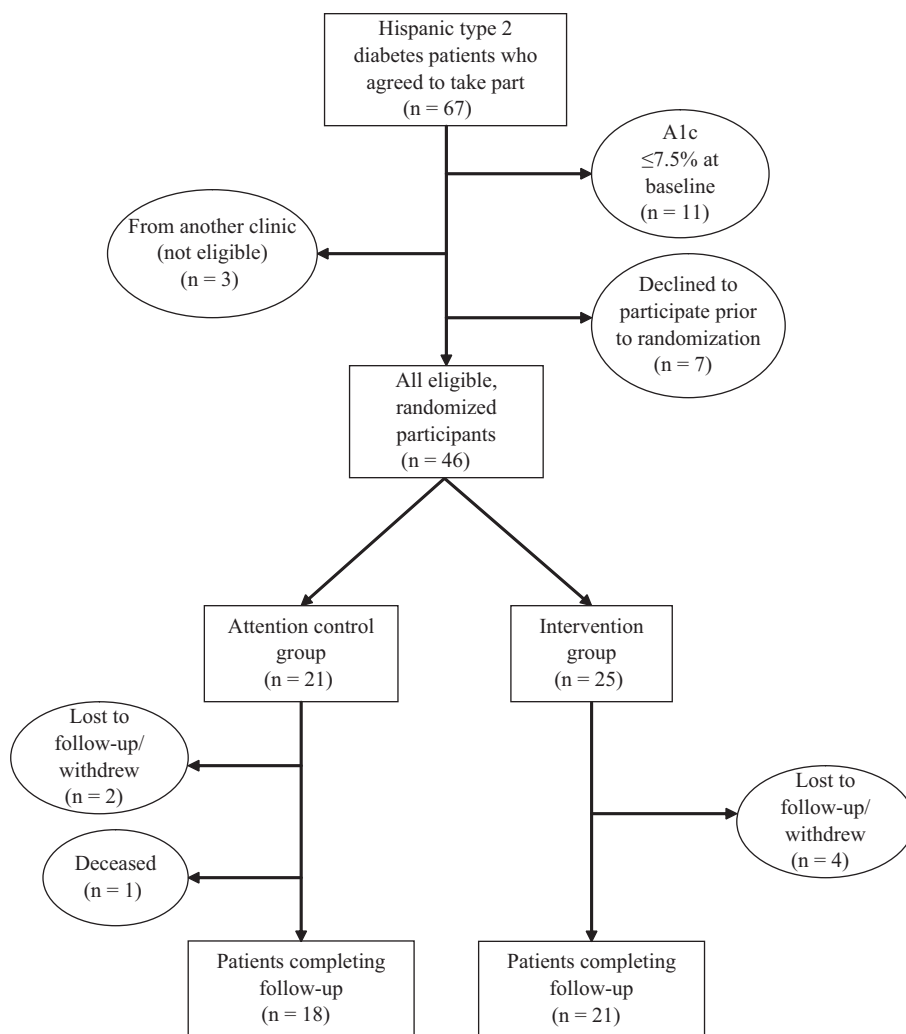 Hispanic type 2
diabetes patients who
agreed to take part
(n = 67)
A1c
≤7.5% at
baseline
(n = 11)
From another clinic
(not eligible)
(n = 3)
Declined to
participate prior
to randomization
(n = 7)
All eligible,
randomized
participants
(n = 46)
Attention control
group
(n = 21)
Intervention
group
(n = 25)
Lost to
follow-up/
withdrew
(n = 2)
Lost to
follow-up/
withdrew
(n = 4)
Deceased
(n = 1)
Patients completing
follow-up
(n = 18)
Patients completing
follow-up
(n = 21)